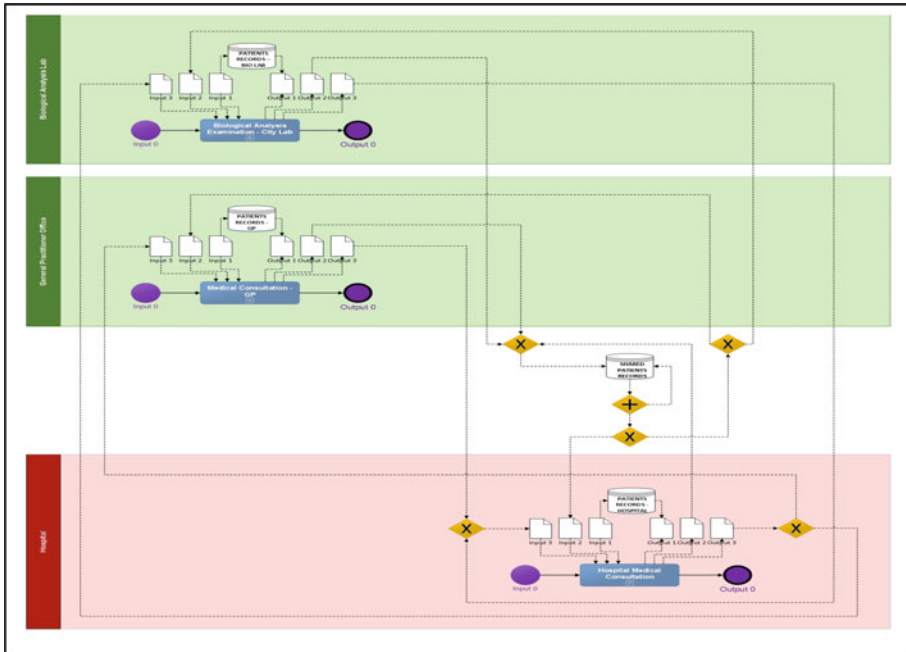 Biological Analysis Lab
PATIENTS
RECORDS -
BIO LAB
Input 3
Input 2
Input 1
Output 1
Output 2
Output 3
Biological Analysis
Examination - City Lab
Input 0
Output 0
General Practitioner Office
PATIENTS
RECORDS -
GP
Input 3
Input 2
Input 1
Output 1
Output 2
Output 3
Medical Consultation -
GP
Input 0
Output 0
SHARED
PATIENTS
RECORDS
Hospital
PATIENTS
RECORDS -
HOSPITAL
Input 3
Input 2
Input 1
Output 1
Output 2
Output 3
Hospital Medical
Consultation
Input 0
Output 0